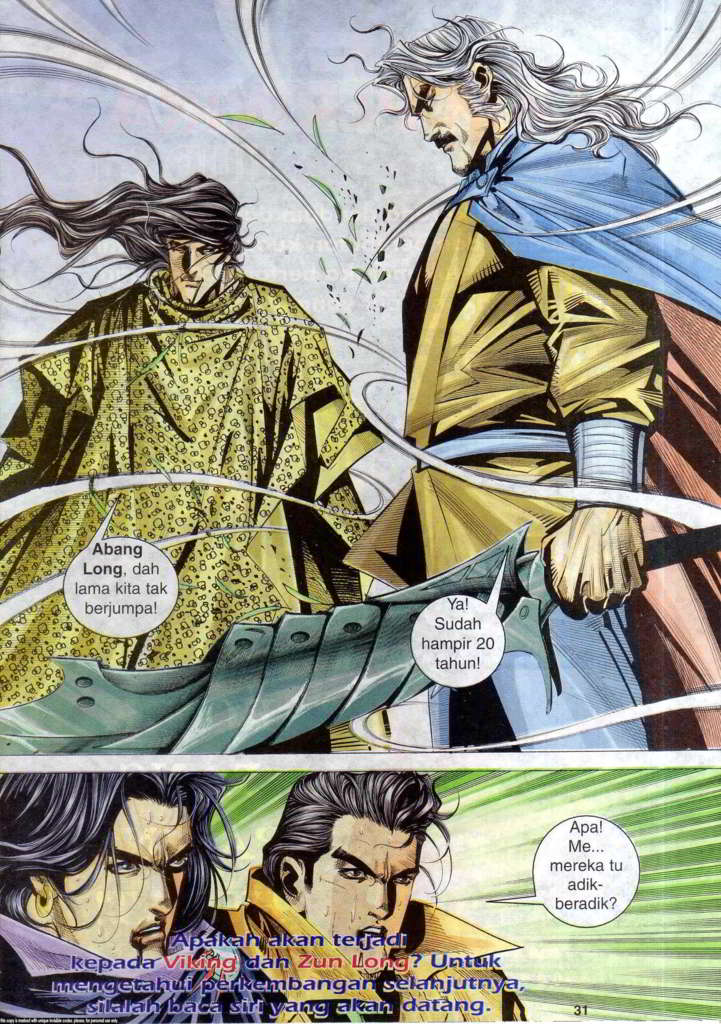 Abang
Long, dah
lama kita tak
berjumpa!
Ya!
Sudah
hampir 20
tahun!
Apa!
Me...
mereka tu
adik-
beradik?
Apakah akan terjadi
kepada Viking dan Zun Long? Untuk
mengetahui perkembangan selanjutnya,
silalah baca siri yang akan datang.
31